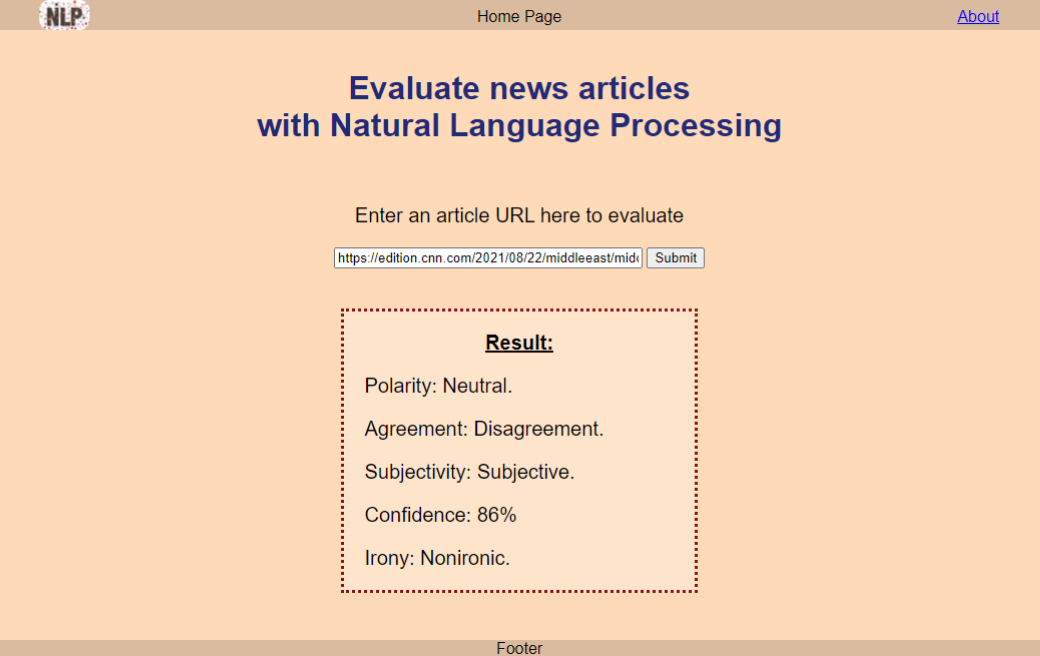 NLP
Home Page
About
Evaluate news articles
with Natural Language Processing
Enter an article URL here to evaluate
https://edition.cnn.com/2021/08/22/middleeast/mid
Submit
Result:
Polarity: Neutral.
Agreement: Disagreement.
Subjectivity: Subjective.
Confidence: 86%
Irony: Nonironic.
Footer